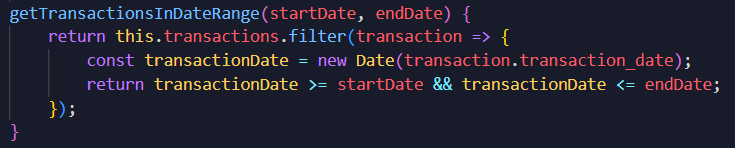 getTransactionsInDateRange(startDate, endDate) {
    return this.transactions.filter(transaction => {
        const transactionDate = new Date(transaction.transaction_date);
        return transactionDate >= startDate && transactionDate <= endDate;
    });
}